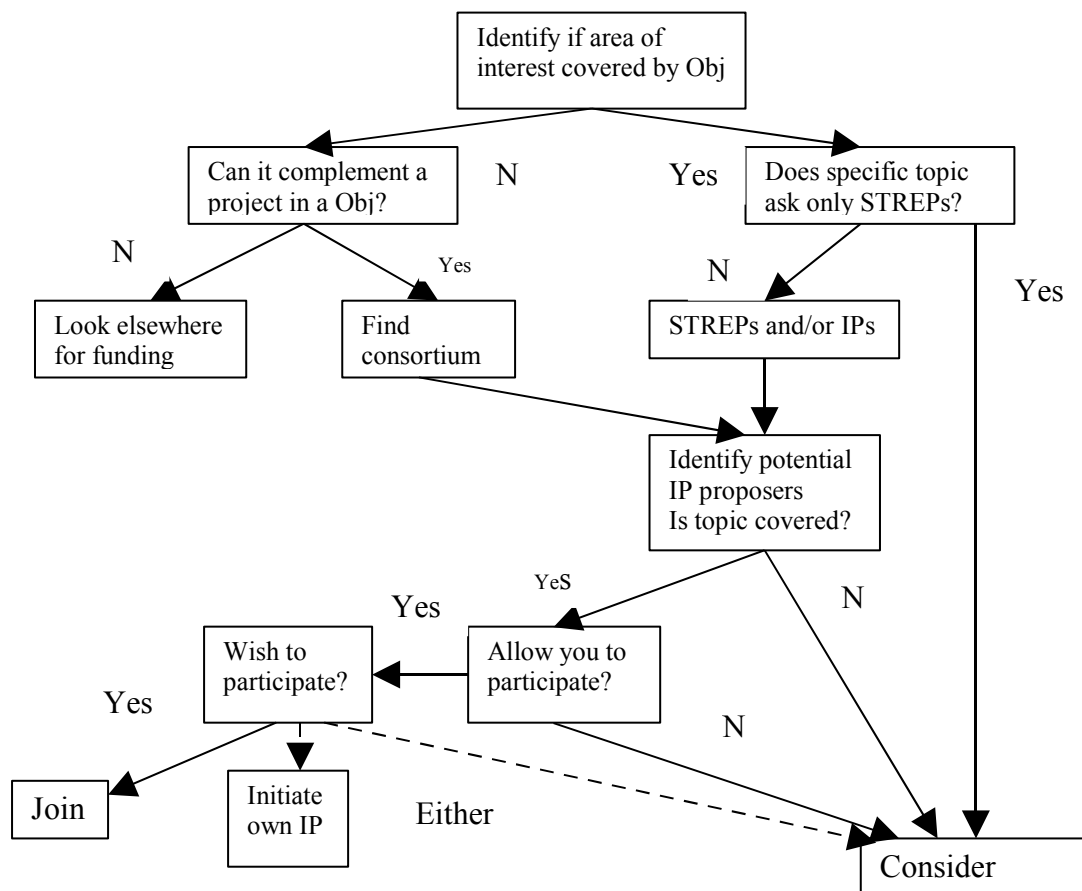 Identify if area of
interest covered by Obj
Can it complement a
project in a Obj?
N
Yes
Does specific topic
ask only STREPs?
N
Yes
N
Yes
Look elsewhere
for funding
Find
consortium
STREPs and/or IPs
Identify potential
IP proposers
Is topic covered?
Yes
N
Yes
Wish to
participate?
Allow you to
participate?
Yes
N
Join
Initiate
own IP
Either
Consider